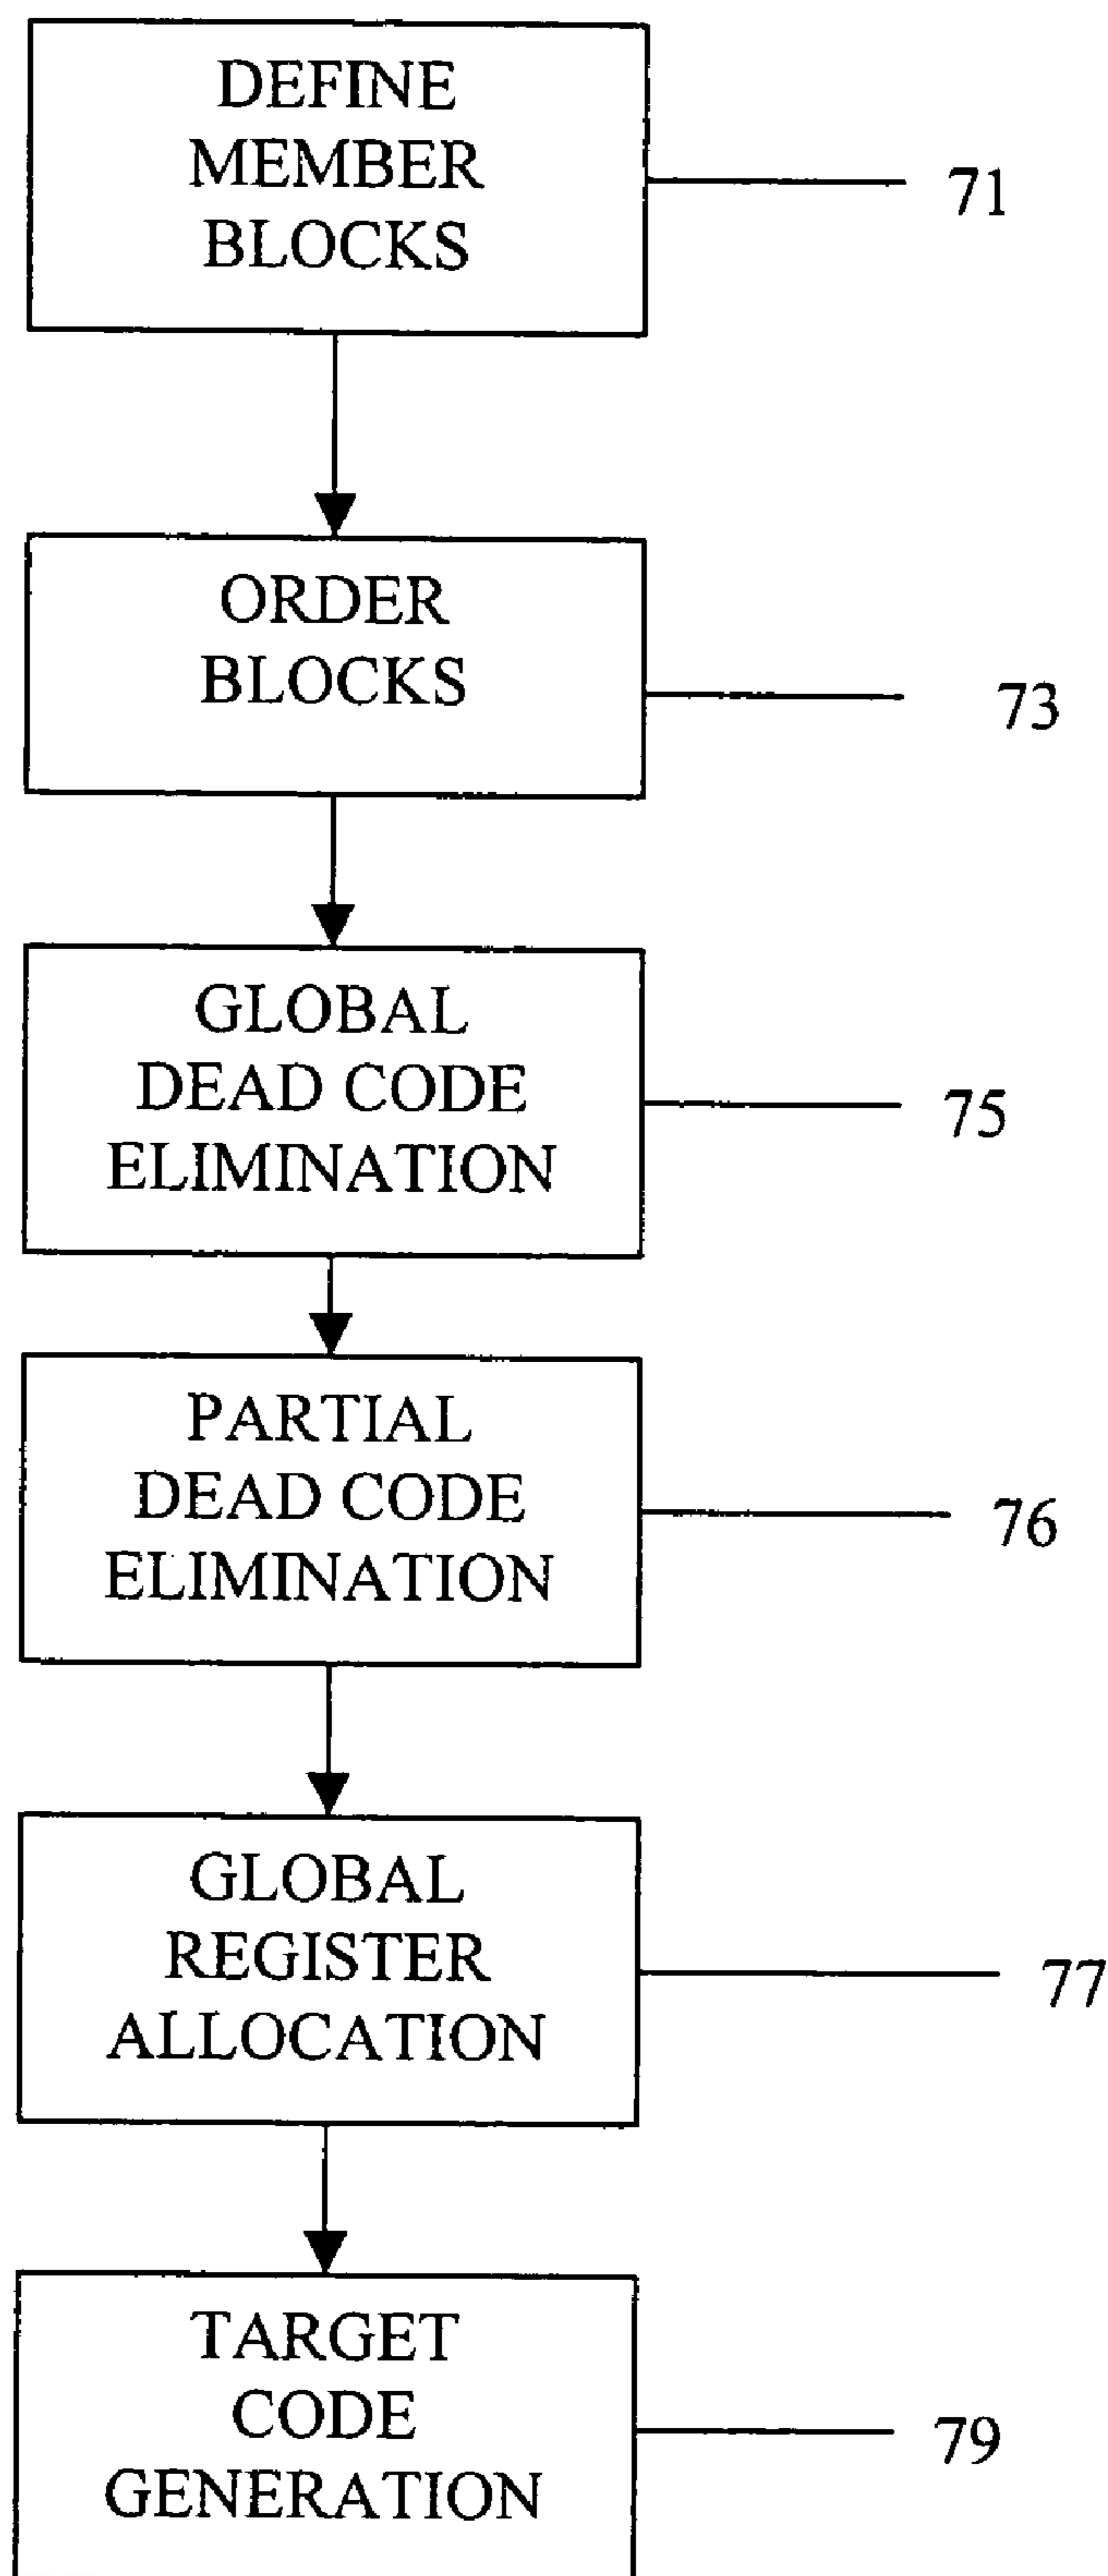 DEFINE
MEMBER
BLOCKS
71
ORDER
BLOCKS
73
GLOBAL
DEAD CODE
ELIMINATION
75
PARTIAL
DEAD CODE
ELIMINATION
76
GLOBAL
REGISTER
ALLOCATION
77
TARGET
CODE
GENERATION
79